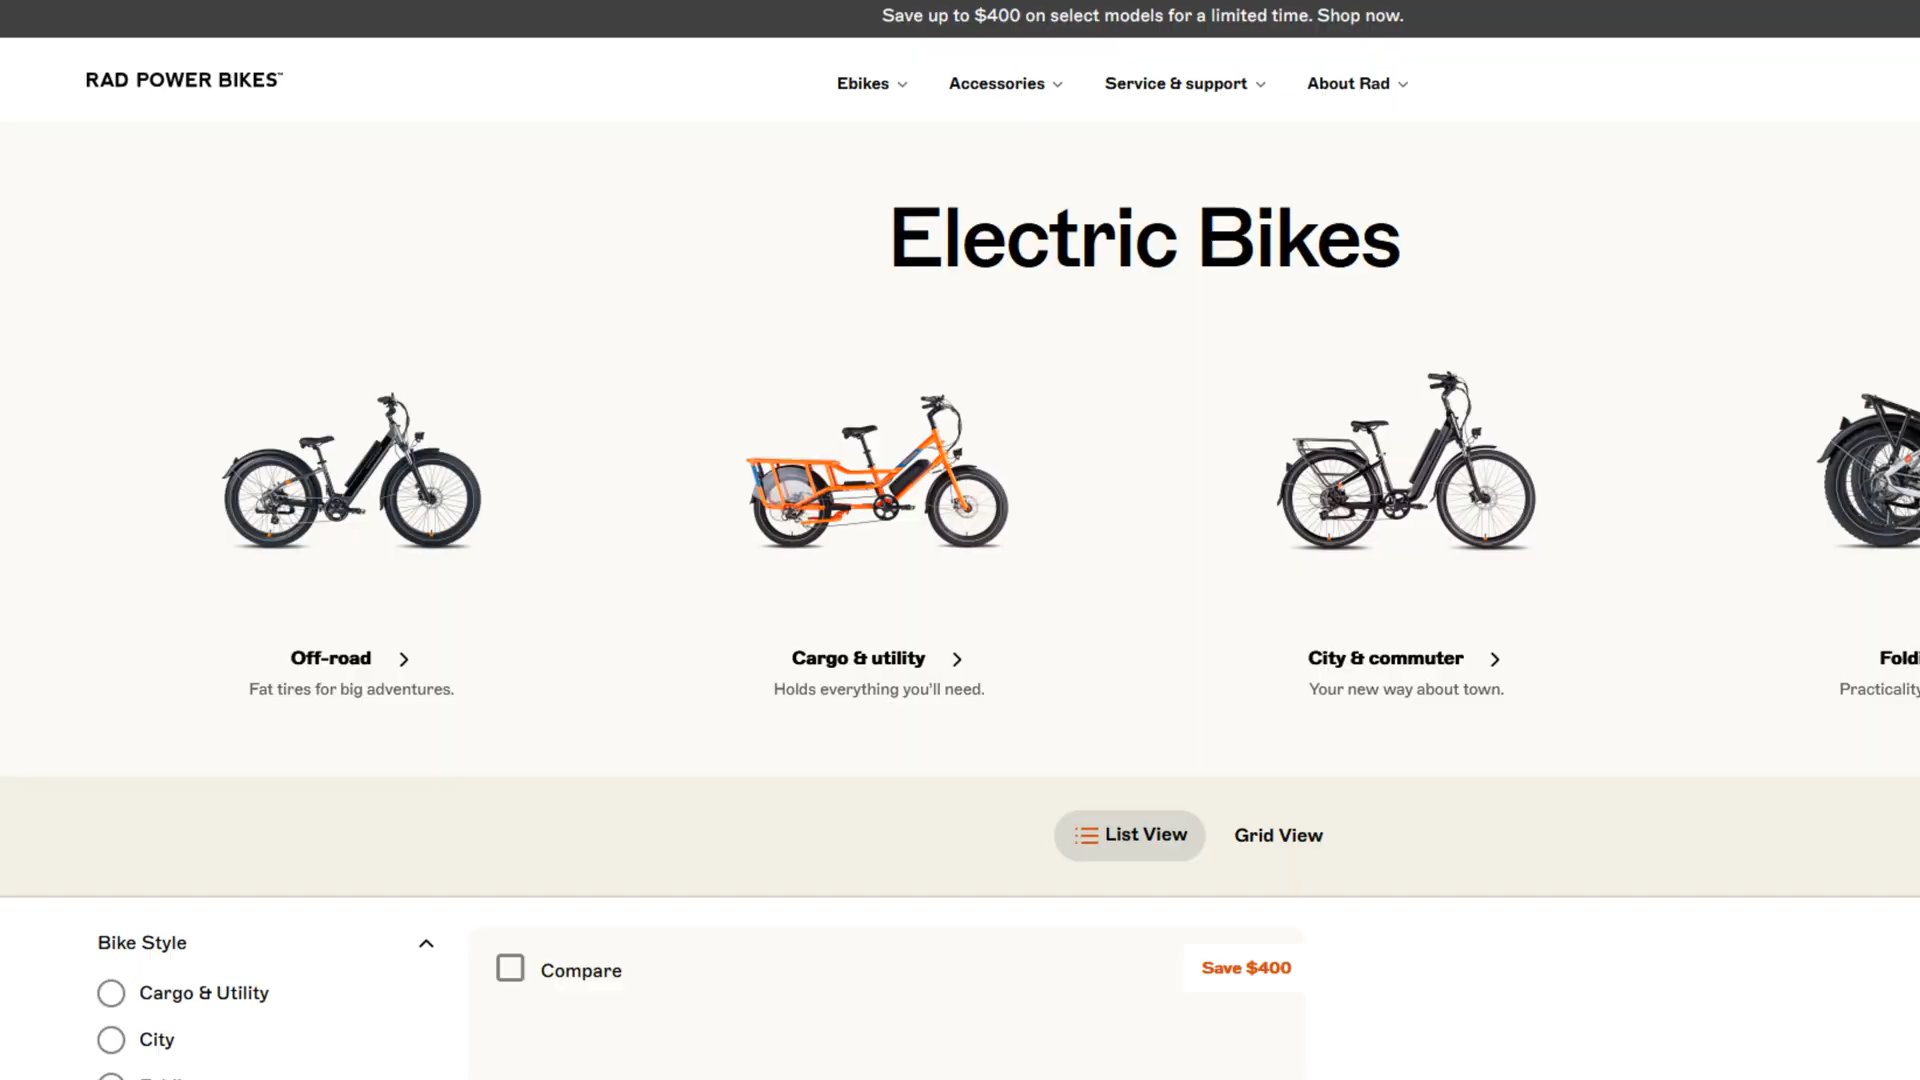 Save up to $400 on select models for a limited time. Shop now.
RAD POWER BIKES™
Ebikes
Accessories
Service & support
About Rad
Electric Bikes
Off-road
Fat tires for big adventures.
Cargo & utility
Holds everything you'll need.
City & commuter
Your new way about town.
Foldi
Practicality
List View
Grid View
Bike Style
Cargo & Utility
City
Compare
Save $400